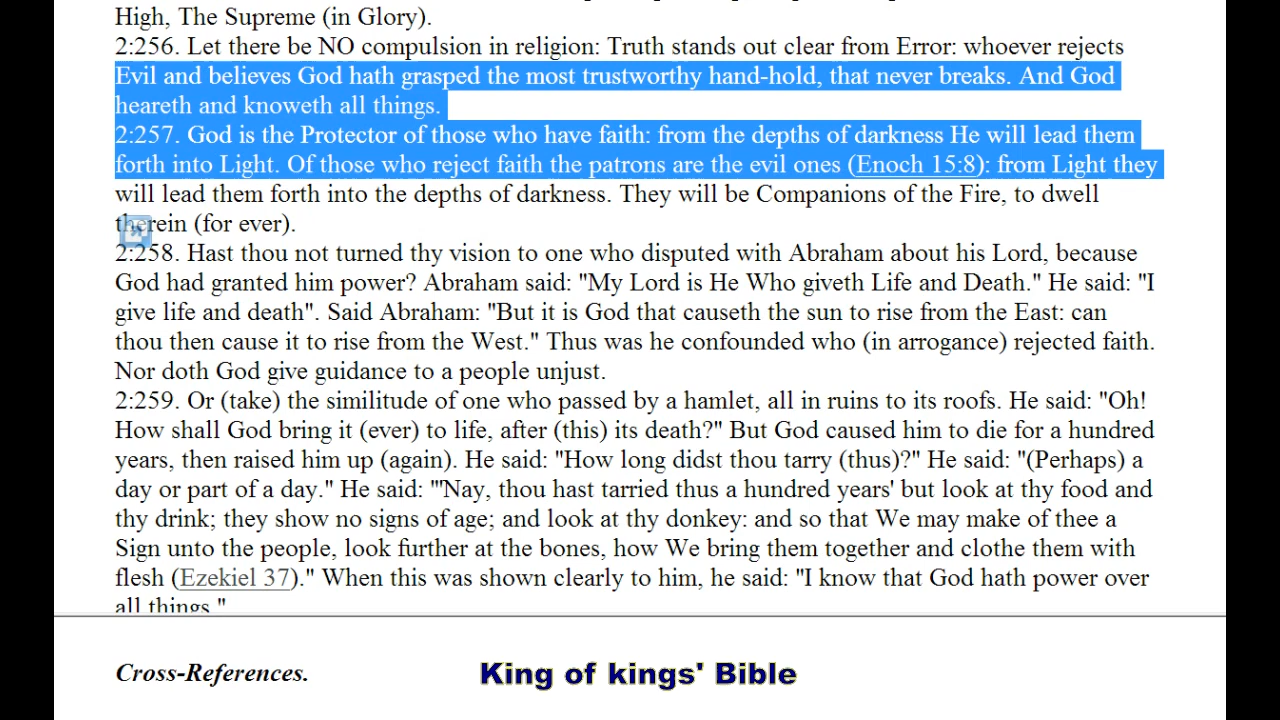 High, The Supreme (in Glory).
2:256. Let there be NO compulsion in religion: Truth stands out clear from Error: whoever rejects
Evil and believes God hath grasped the most trustworthy hand-hold, that never breaks. And God
heareth and knoweth all things.
2:257. God is the Protector of those who have faith: from the depths of darkness He will lead them
forth into Light. Of those who reject faith the patrons are the evil ones (Enoch 15:8): from Light they
will lead them forth into the depths of darkness. They will be Companions of the Fire, to dwell
therein (for ever).
2:258. Hast thou not turned thy vision to one who disputed with Abraham about his Lord, because
God had granted him power? Abraham said: "My Lord is He Who giveth Life and Death." He said: "I
give life and death". Said Abraham: "But it is God that causeth the sun to rise from the East: can
thou then cause it to rise from the West." Thus was he confounded who (in arrogance) rejected faith.
Nor doth God give guidance to a people unjust.
2:259. Or (take) the similitude of one who passed by a hamlet, all in ruins to its roofs. He said: "Oh!
How shall God bring it (ever) to life, after (this) its death?" But God caused him to die for a hundred
years, then raised him up (again). He said: "How long didst thou tarry (thus)?" He said: "(Perhaps) a
day or part of a day." He said: "'Nay, thou hast tarried thus a hundred years' but look at thy food and
thy drink; they show no signs of age; and look at thy donkey: and so that We may make of thee a
Sign unto the people, look further at the bones, how We bring them together and clothe them with
flesh (Ezekiel 37)." When this was shown clearly to him, he said: "I know that God hath power over
all things."
Cross-References.
King of kings' Bible